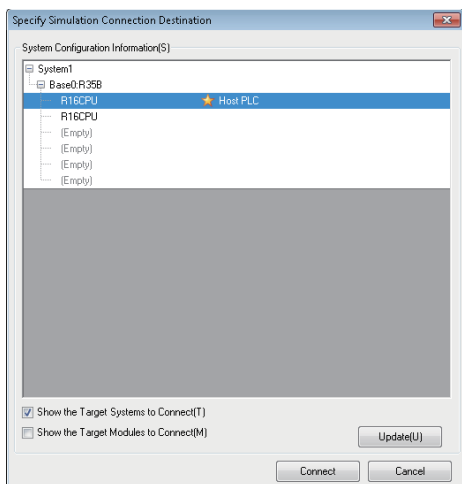 Specify Simulation Connection Destination
System Configuration Information(S)
System1
Base0:R35B
R16CPU Host PLC
R16CPU
(Empty)
(Empty)
(Empty)
(Empty)
Show the Target Systems to Connect(T)
Show the Target Modules to Connect(M)
Update(U)
Connect Cancel